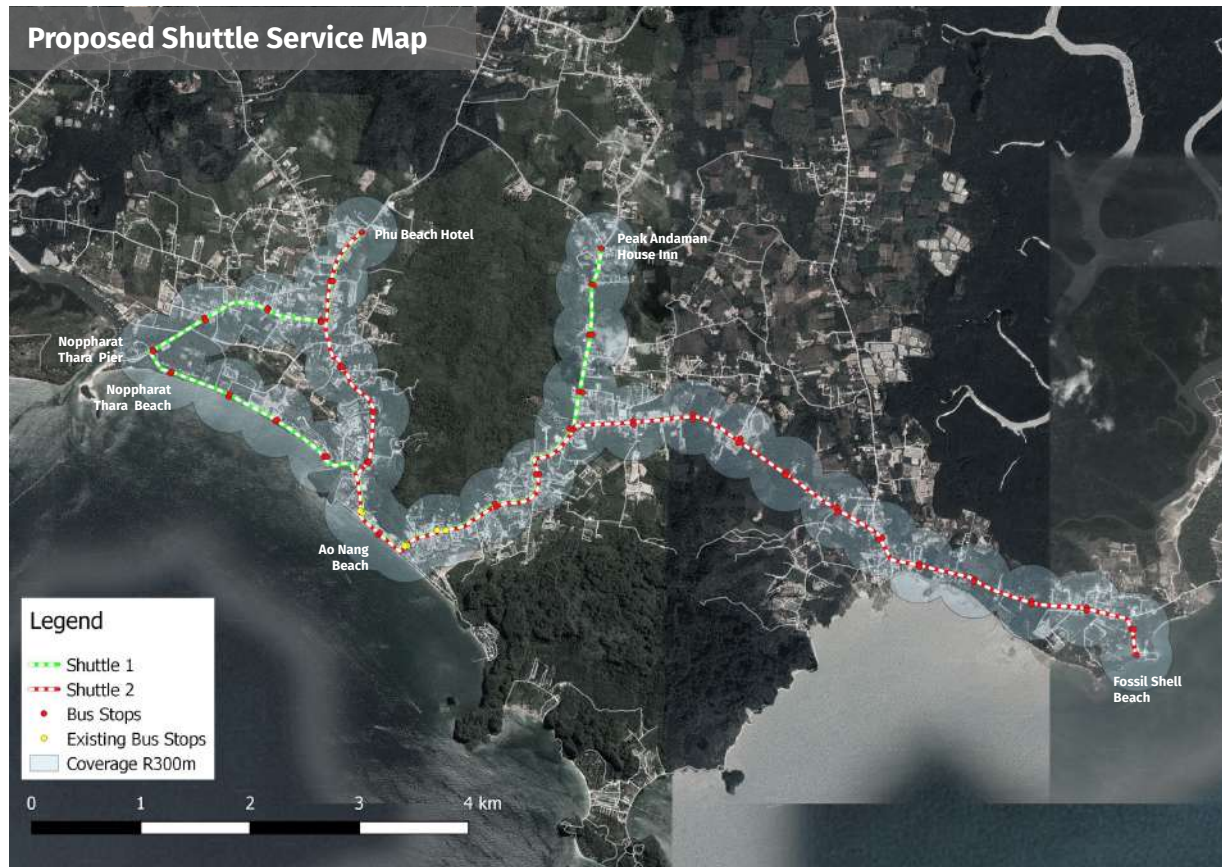 Proposed Shuttle Service Map
Phu Beach Hotel
Peak Andaman
House Inn
Noppharat
Thara Pier
Noppharat
Thara Beach
Ao Nang
Beach
Fossil Shell
Beach
Legend
Shuttle 1
Shuttle 2
Bus Stops
Existing Bus Stops
Coverage R300m
0 1 2 3 4 km